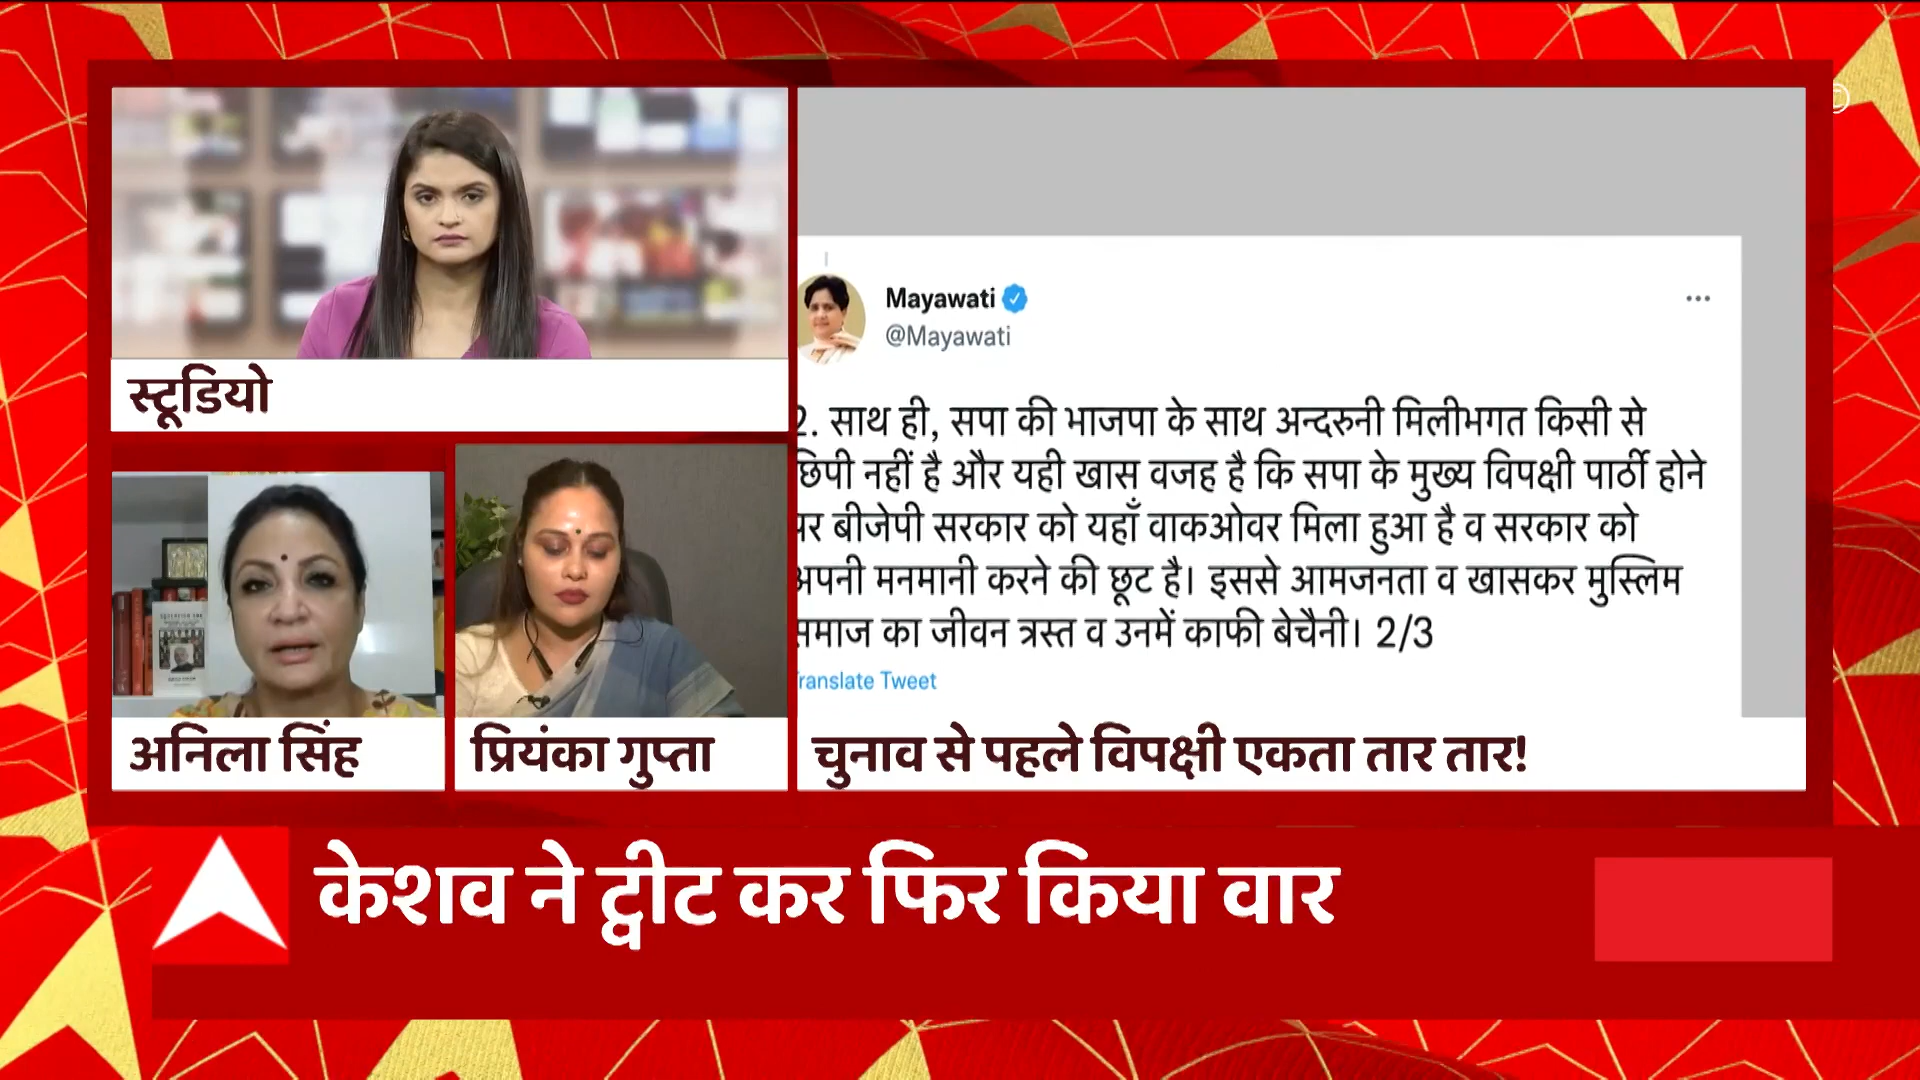 स्टूडियो
अनिला सिंह
प्रियंका गुप्ता
Mayawati
@Mayawati
2. साथ ही, सपा की भाजपा के साथ अन्दरुनी मिलीभगत किसी से
छिपी नहीं है और यही खास वजह है कि सपा के मुख्य विपक्षी पार्टी होने
पर बीजेपी सरकार को यहाँ वाकओवर मिला हुआ है व सरकार को
अपनी मनमानी करने की छूट है। इससे आमजनता व खासकर मुस्लिम
समाज का जीवन त्रस्त व उनमें काफी बेचैनी। 2/3
ranslate Tweet
चुनाव से पहले विपक्षी एकता तार तार!
केशव ने ट्वीट कर फिर किया वार